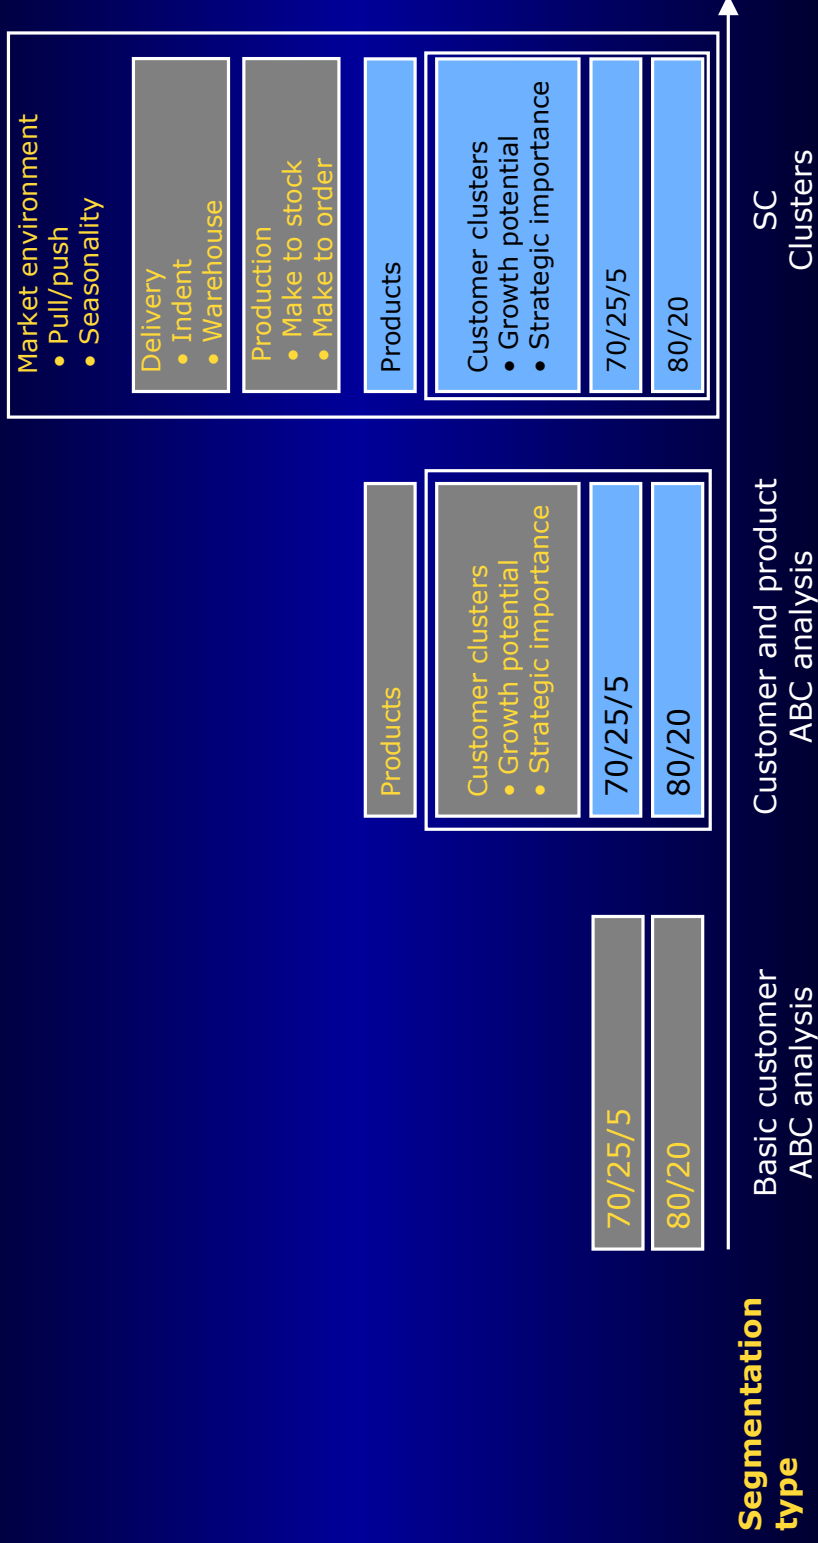 Market environment
• Pull/push
• Seasonality
Delivery
• Indent
• Warehouse
Production
• Make to stock
• Make to order
Products
Customer clusters
• Growth potential
• Strategic importance
70/25/5
80/20
Products
Customer clusters
• Growth potential
• Strategic importance
70/25/5
80/20
70/25/5
80/20
Segmentation
type
Basic customer
ABC analysis
Customer and product
ABC analysis
SC
Clusters